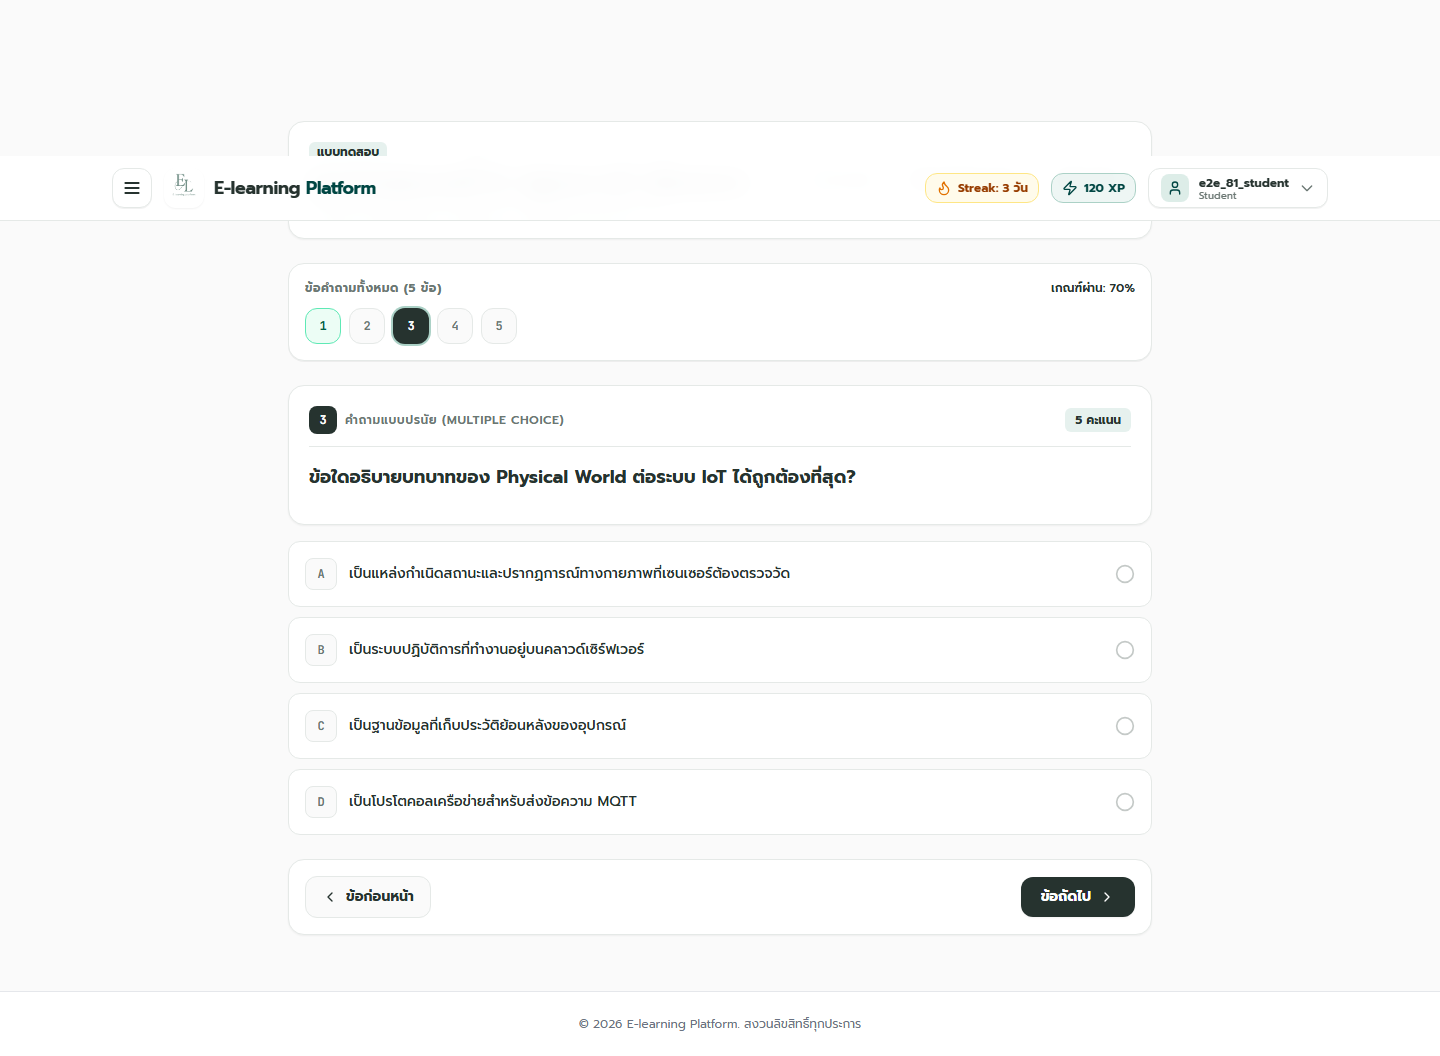 แบบทดสอบ
EL
E-learning Platform
Streak: 3 วัน
120 XP
e2e_81_student
Student
ข้อคำถามทั้งหมด (5 ข้อ)
เกณฑ์ผ่าน: 70%
1
2
3
4
5
3
คำถามแบบปรนัย (MULTIPLE CHOICE)
5 คะแนน
ข้อใดอธิบายบทบาทของ Physical World ต่อระบบ IoT ได้ถูกต้องที่สุด?
A
เป็นแหล่งกำเนิดสถานะและปรากฏการณ์ทางกายภาพที่เซนเซอร์ต้องตรวจวัด
B
เป็นระบบปฏิบัติการที่ทำงานอยู่บนคลาวด์เซิร์ฟเวอร์
C
เป็นฐานข้อมูลที่เก็บประวัติย้อนหลังของอุปกรณ์
D
เป็นโปรโตคอลเครือข่ายสำหรับส่งข้อความ MQTT
ข้อก่อนหน้า
ข้อถัดไป
© 2026 E-learning Platform. สงวนลิขสิทธิ์ทุกประการ